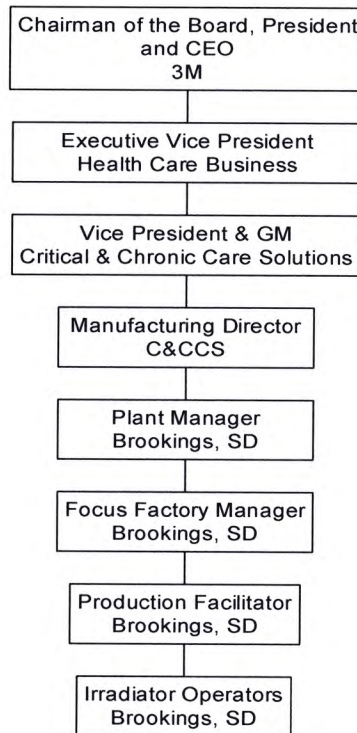 Chairman of the Board, President
and CEO
3M
Executive Vice President
Health Care Business
Vice President & GM
Critical & Chronic Care Solutions
Manufacturing Director
C&CCS
Plant Manager
Brookings, SD
Focus Factory Manager
Brookings, SD
Production Facilitator
Brookings, SD
Irradiator Operators
Brookings, SD